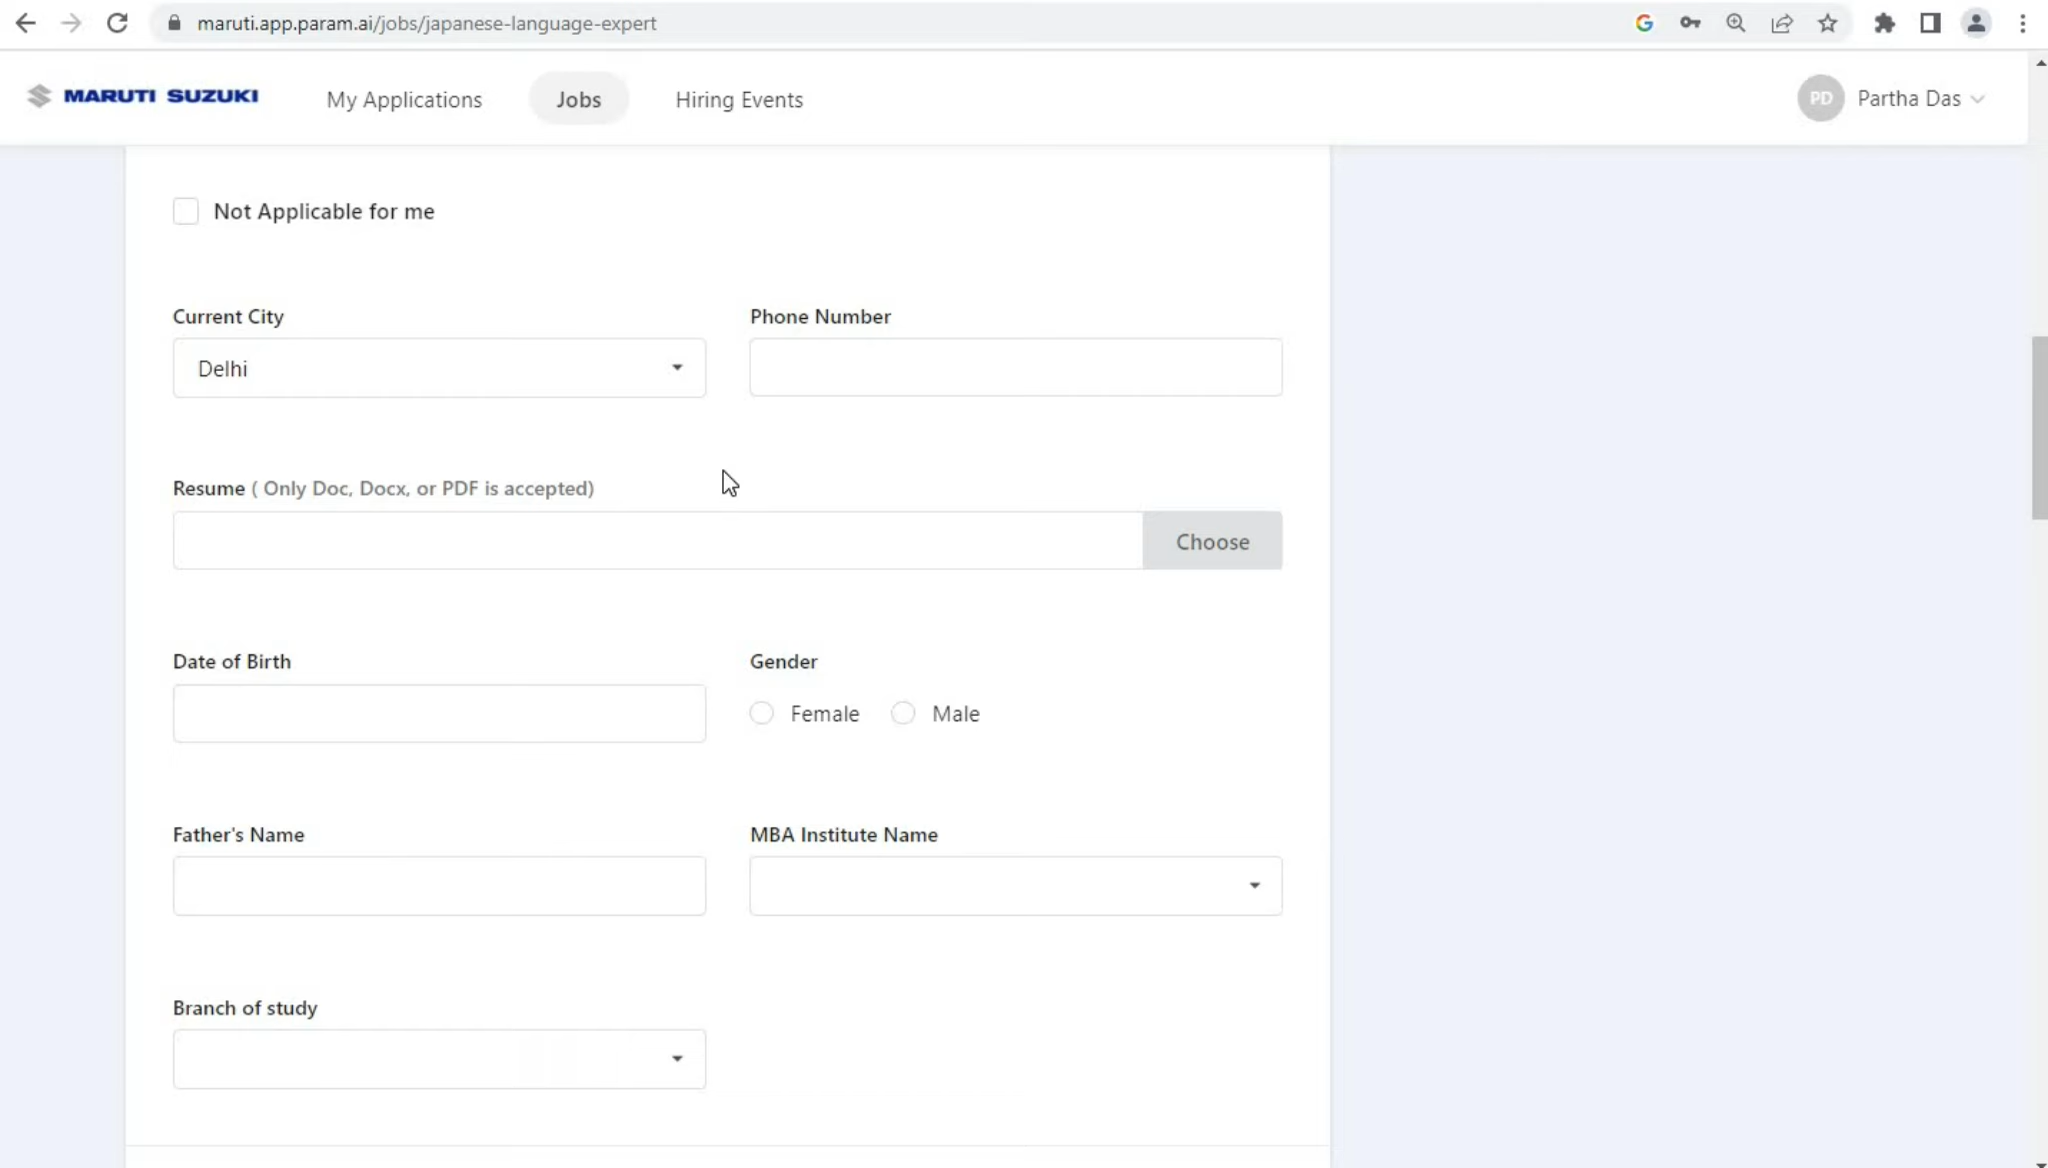 maruti.app.param.ai/jobs/japanese-language-expert
MARUTI SUZUKI
My Applications
Jobs
Hiring Events
PD
Partha Das
Not Applicable for me
Current City
Phone Number
Delhi
Resume ( Only Doc, Docx, or PDF is accepted)
Choose
Date of Birth
Gender
Female
Male
Father's Name
MBA Institute Name
Branch of study